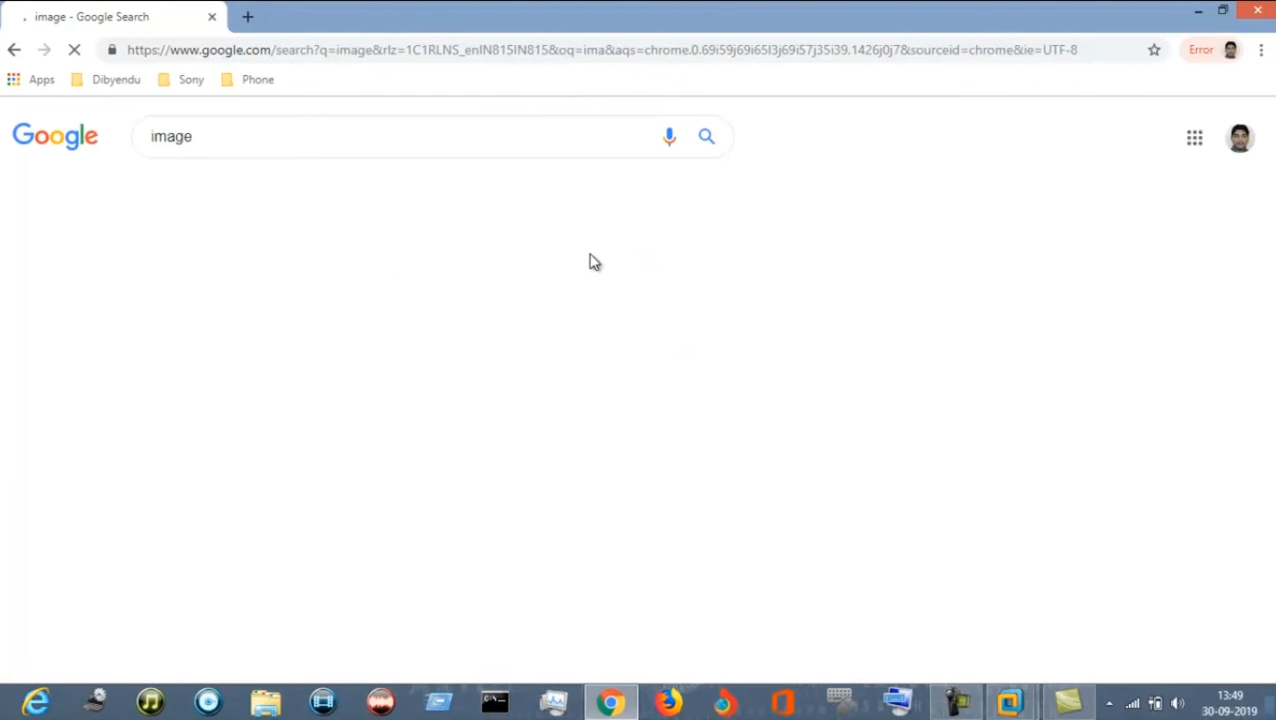 image - Google Search
https://www.google.com/search?q=image&rlz=1C1RLNS_enIN815IN815&oq=ima&aqs=chrome.0.69i59j69i65l3j69i57j35i39.1426j0j7&sourceid=chrome&ie=UTF-8
Error
Apps
Dibyendu
Sony
Phone
Google
image
13:49
30-09-2019